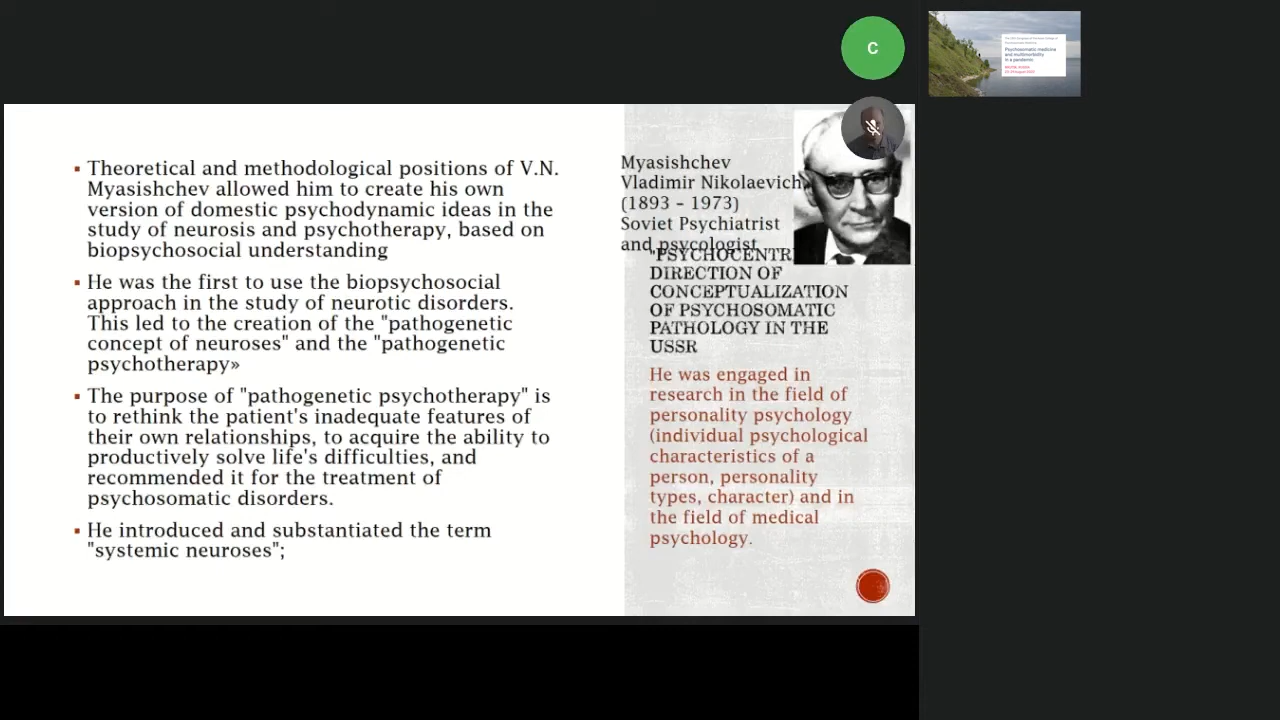 C
Psychosomatic medicine
and multimorbidity
in a pandemic
▪ Theoretical and methodological positions of V.N.
Myasishchev allowed him to create his own
version of domestic psychodynamic ideas in the
study of neurosis and psychotherapy, based on
biopsychosocial understanding
▪ He was the first to use the biopsychosocial
approach in the study of neurotic disorders.
This led to the creation of the "pathogenetic
concept of neuroses" and the "pathogenetic
psychotherapy»
▪ The purpose of "pathogenetic psychotherapy" is
to rethink the patient's inadequate features of
their own relationships, to acquire the ability to
productively solve life's difficulties, and
recommended it for the treatment of
psychosomatic disorders.
▪ He introduced and substantiated the term
"systemic neuroses";
Myasishchev
Vladimir Nikolaevich
(1893 – 1973)
Soviet Psychiatrist
and psycologist
"PSYCHOCENTRI
DIRECTION OF
CONCEPTUALIZATION
OF PSYCHOSOMATIC
PATHOLOGY IN THE
USSR
He was engaged in
research in the field of
personality psychology
(individual psychological
characteristics of a
person, personality
types, character) and in
the field of medical
psychology.